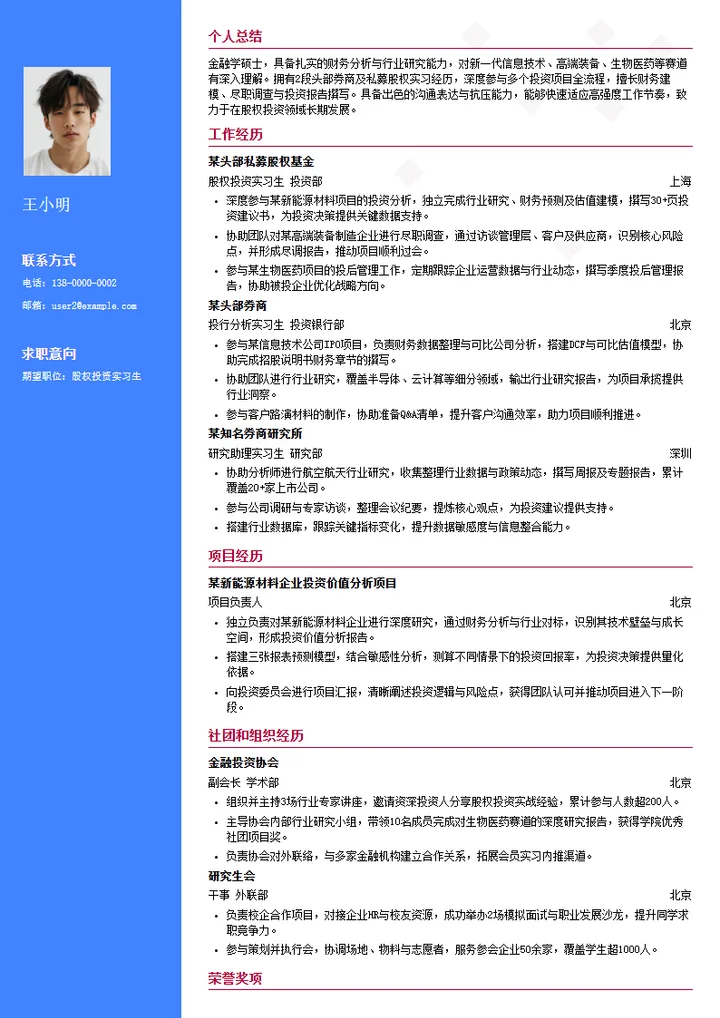 王小明
联系方式
电话：138-0000-0002
邮箱：user2@example.com
求职意向
期望职位：股权投资实习生
个人总结
金融学硕士，具备扎实的财务分析与行业研究能力，对新一代信息技术、高端装备、生物医药等赛道
有深入理解。拥有2段头部券商及私募股权实习经历，深度参与多个投资项目全流程，擅长财务建
模、尽职调查与投资报告撰写。具备出色的沟通表达与抗压能力，能够快速适应高强度工作节奏，致
力于在股权投资领域长期发展。
工作经历
某头部私募股权基金
股权投资实习生 投资部 上海
• 深度参与某新能源材料项目的投资分析，独立完成行业研究、财务预测及估值建模，撰写30+页投
资建议书，为投资决策提供关键数据支持。
• 协助团队对某高端装备制造企业进行尽职调查，通过访谈管理层、客户及供应商，识别核心风险
点，并形成尽调报告，推动项目顺利过会。
• 参与某生物医药项目的投后管理工作，定期跟踪企业运营数据与行业动态，撰写季度投后管理报
告，协助被投企业优化战略方向。
某头部券商
投行分析实习生 投资银行部 北京
• 参与某信息技术公司IPO项目，负责财务数据整理与可比公司分析，搭建DCF与可比估值模型，协
助完成招股说明书财务章节的撰写。
• 协助团队进行行业研究，覆盖半导体、云计算等细分领域，输出行业研究报告，为项目承揽提供
行业洞察。
• 参与客户路演材料的制作，协助准备Q&A清单，提升客户沟通效率，助力项目顺利推进。
某知名券商研究所
研究助理实习生 研究部 深圳
• 协助分析师进行航空航天行业研究，收集整理行业数据与政策动态，撰写周报及专题报告，累计
覆盖20+家上市公司。
• 参与公司调研与专家访谈，整理会议纪要，提炼核心观点，为投资建议提供支持。
• 搭建行业数据库，跟踪关键指标变化，提升数据敏感度与信息整合能力。
项目经历
某新能源材料企业投资价值分析项目
项目负责人 北京
• 独立负责对某新能源材料企业进行深度研究，通过财务分析与行业对标，识别其技术壁垒与成长
空间，形成投资价值分析报告。
• 搭建三张报表预测模型，结合敏感性分析，测算不同情景下的投资回报率，为投资决策提供量化
依据。
• 向投资委员会进行项目汇报，清晰阐述投资逻辑与风险点，获得团队认可并推动项目进入下一阶
段。
社团和组织经历
金融投资协会
副会长 学术部 北京
• 组织并主持3场行业专家讲座，邀请资深投资人分享股权投资实战经验，累计参与人数超200人。
• 主导协会内部行业研究小组，带领10名成员完成对生物医药赛道的深度研究报告，获得学院优秀
社团项目奖。
• 负责协会对外联络，与多家金融机构建立合作关系，拓展会员实习内推渠道。
研究生会
干事 外联部 北京
• 负责校企合作项目，对接企业HR与校友资源，成功举办2场模拟面试与职业发展沙龙，提升同学求
职竞争力。
• 参与策划并执行会，协调场地、物料与志愿者，服务参会企业50余家，覆盖学生超1000人。
荣誉奖项